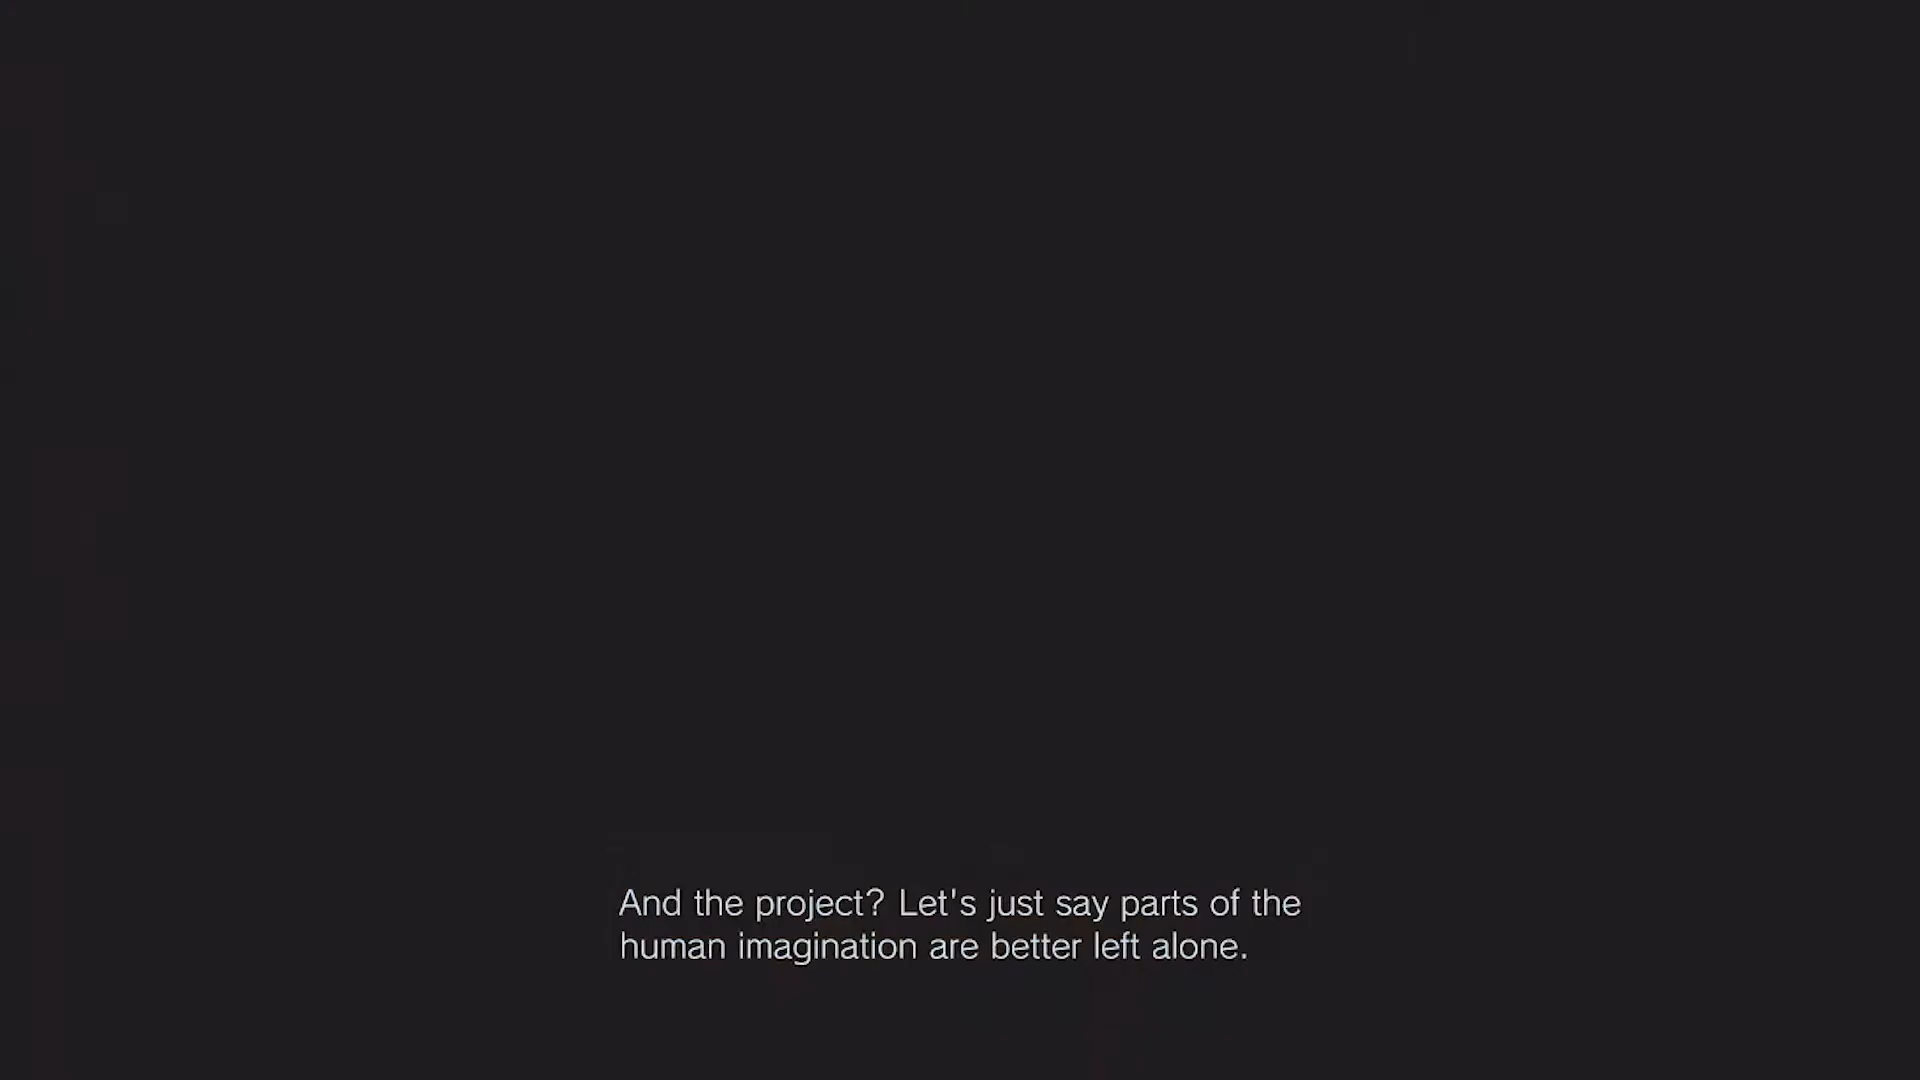 And the project? Let's just say parts of the
human imagination are better left alone.